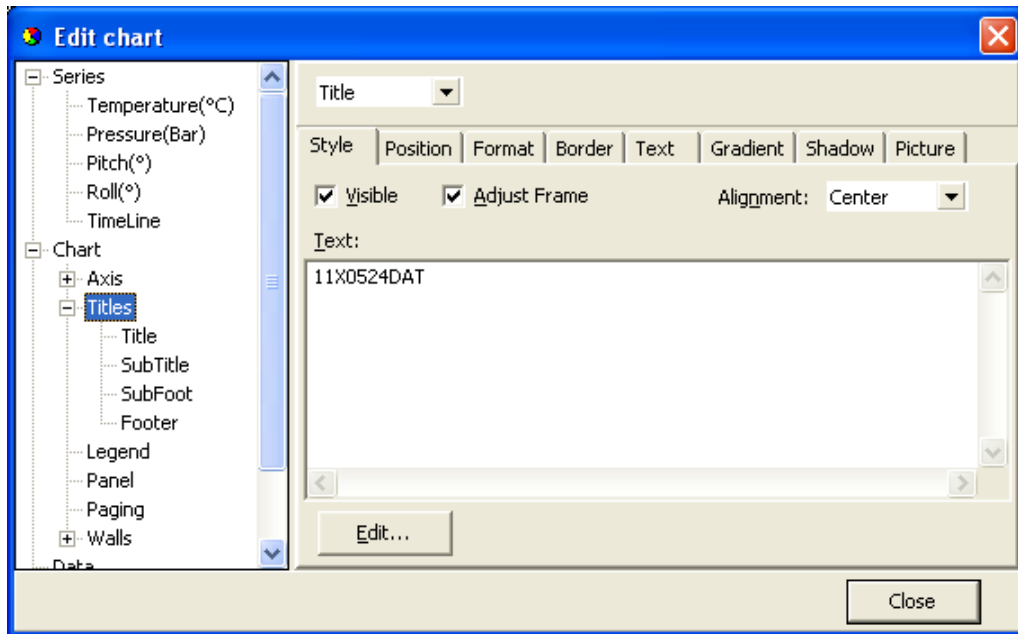 Edit chart
Series
Temperature(°C)
Pressure(Bar)
Pitch(°)
Roll(°)
TimeLine
Chart
Axis
Titles
Title
SubTitle
SubFoot
Footer
Legend
Panel
Paging
Walls
Data
Title
Style Position Format Border Text Gradient Shadow Picture
Visible Adjust Frame Alignment: Center
Text:
11X0524DAT
Edit...
Close